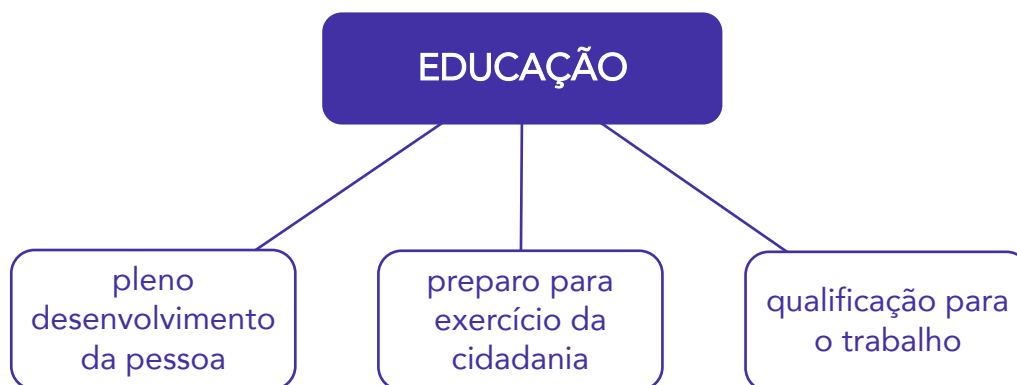 EDUCAÇÃO
pleno
desenvolvimento
da pessoa
preparo para
exercício da
cidadania
qualificação para
o trabalho